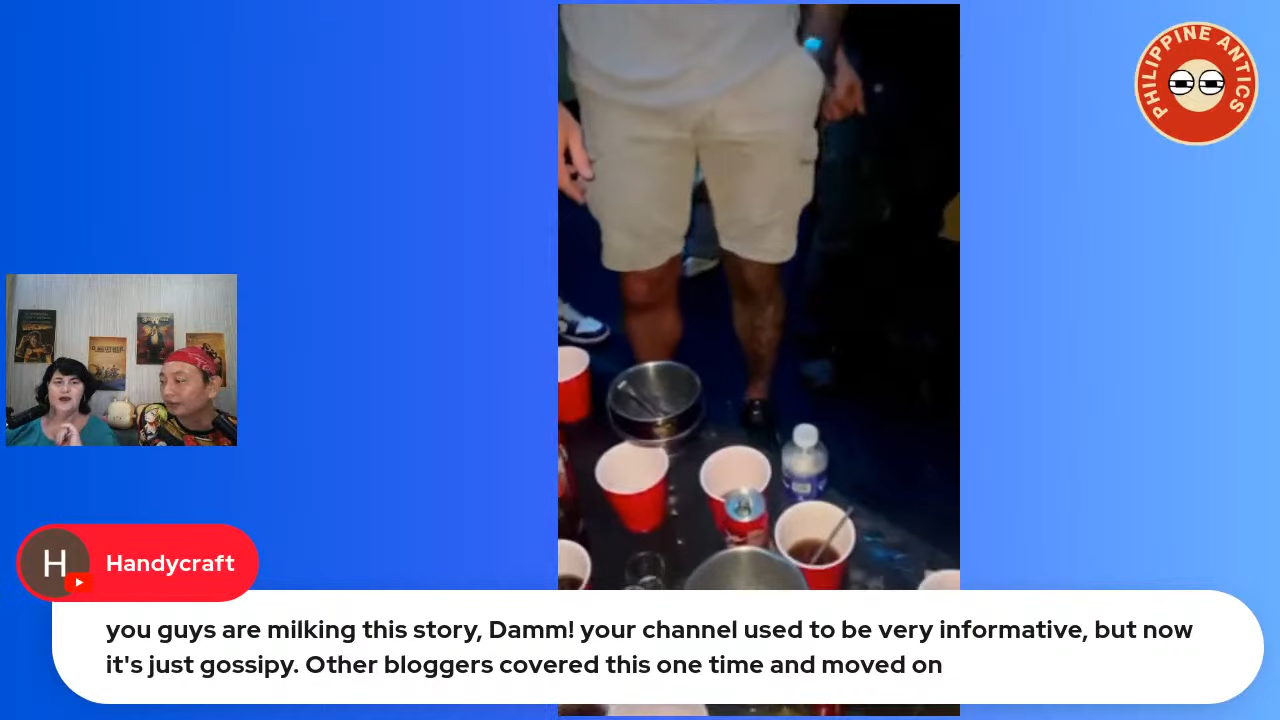 PHILIPPINE ANTICS
H
Handycraft
you guys are milking this story, Damm! your channel used to be very informative, but now
it's just gossipy. Other bloggers covered this one time and moved on